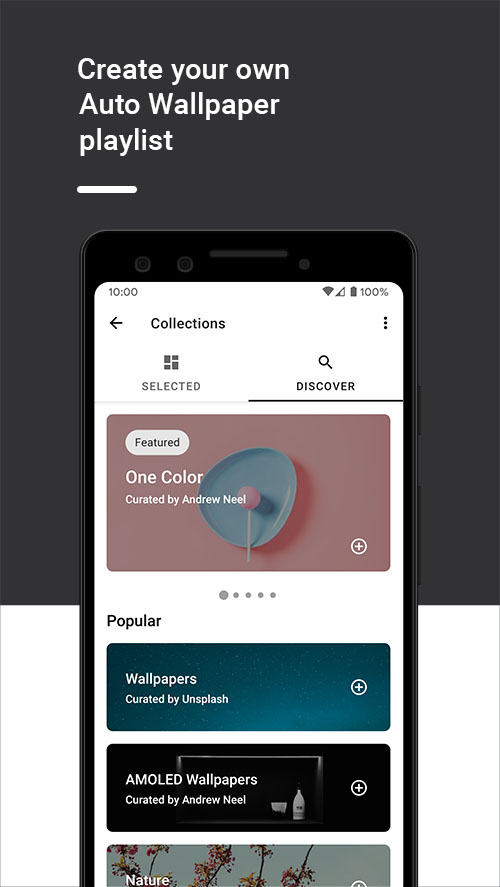 Create your own
Auto Wallpaper
playlist
10:00
100%
Collections
SELECTED
DISCOVER
Featured
One Color
Curated by Andrew Neel
Popular
Wallpapers
Curated by Unsplash
AMOLED Wallpapers
Curated by Andrew Neel
Nature